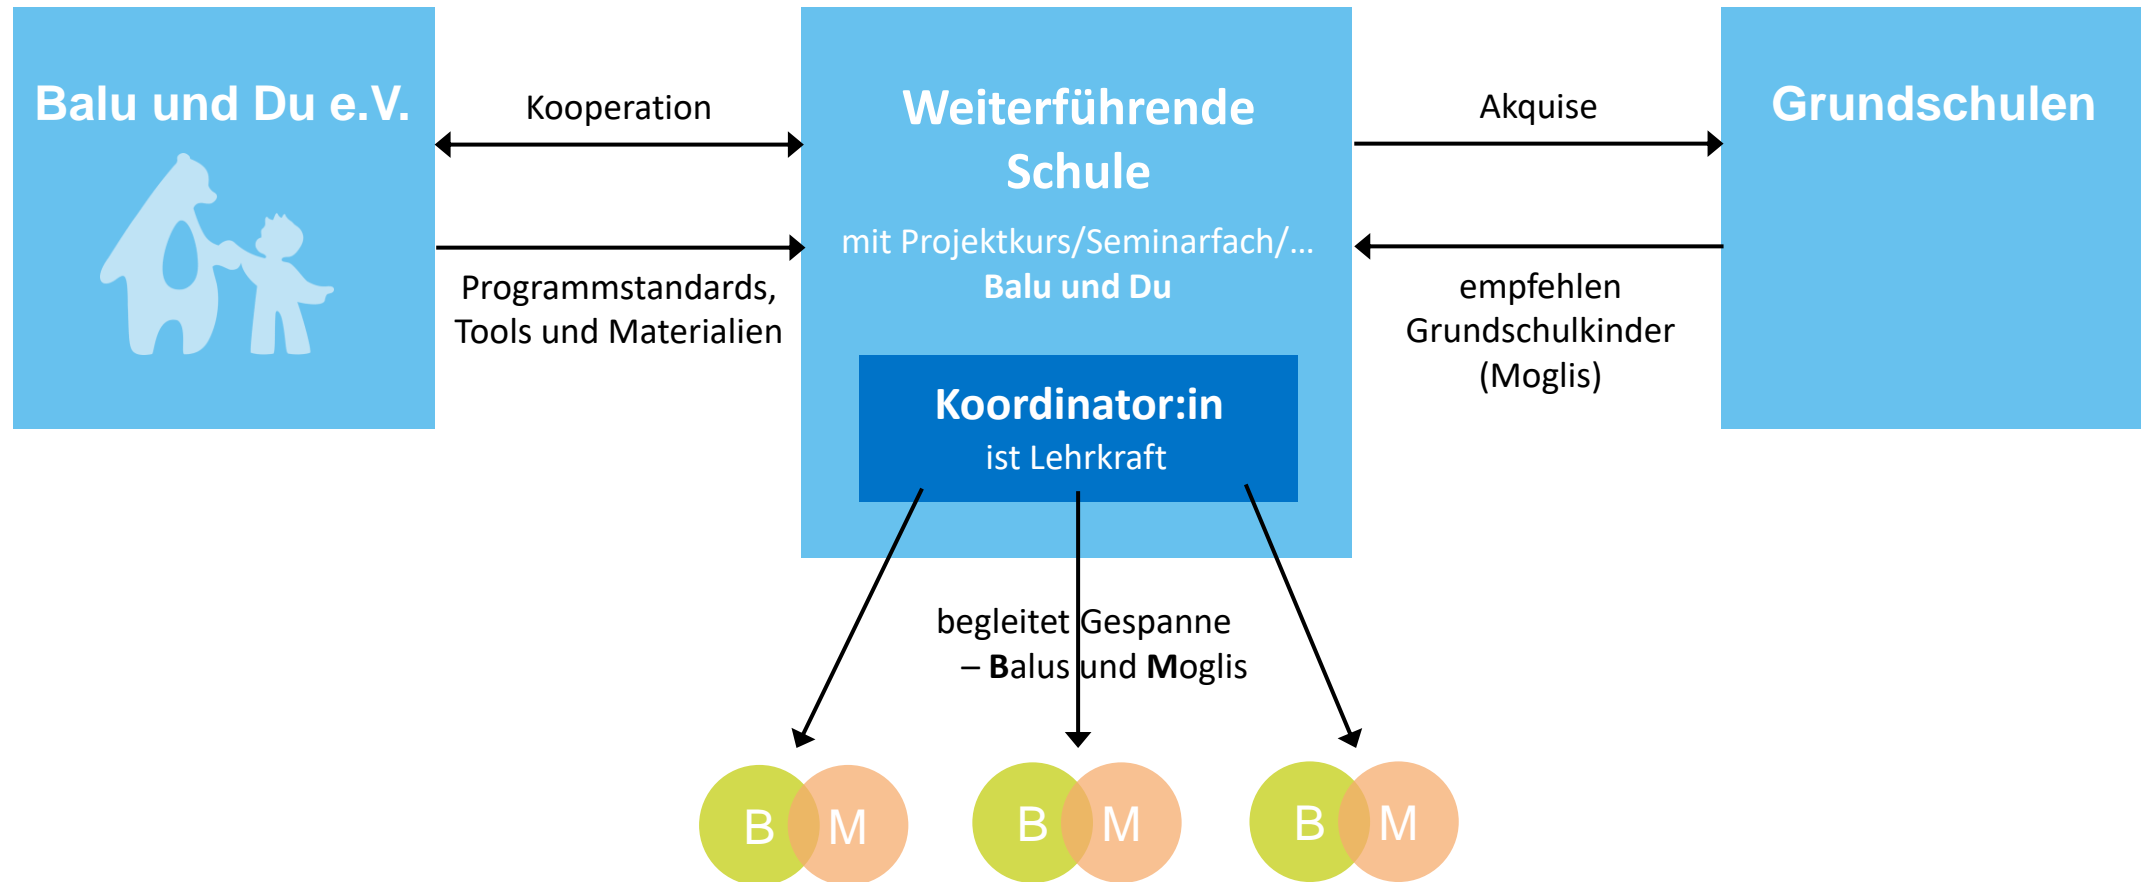 Balu und Du e.V.
Kooperation
Programmstandards,
Tools und Materialien
Weiterführende
Schule
mit Projektkurs/Seminarfach/...
Balu und Du
Koordinator:in
ist Lehrkraft
Akquise
empfehlen
Grundschulkinder
(Moglis)
Grundschulen
begleitet Gespanne
– Balus und Moglis
B M
B M
B M